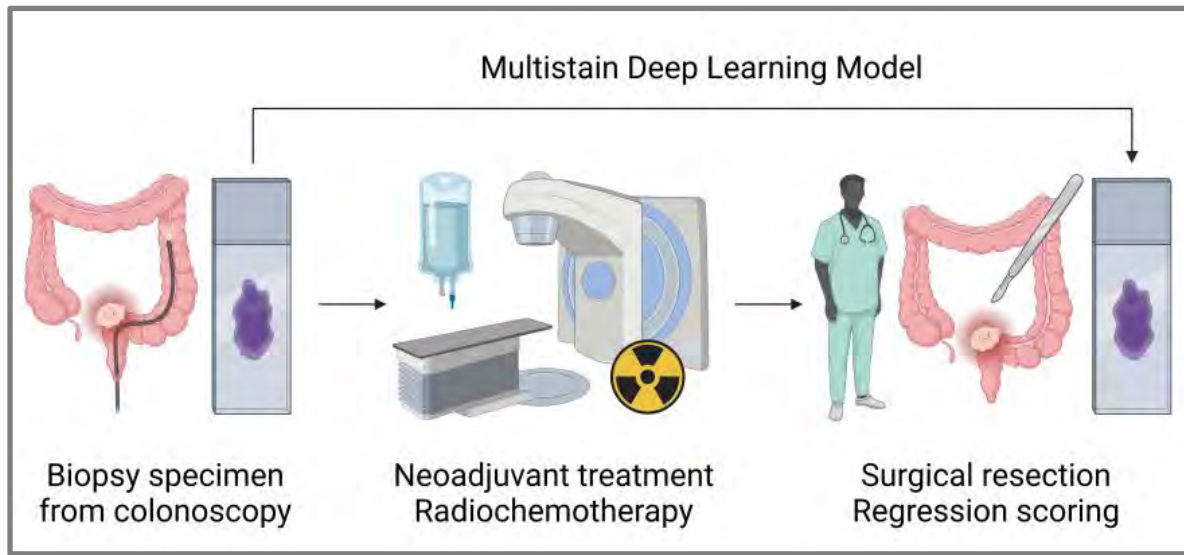 Multistain Deep Learning Model
Biopsy specimen
from colonoscopy
Neoadjuvant treatment
Radiochemotherapy
Surgical resection
Regression scoring